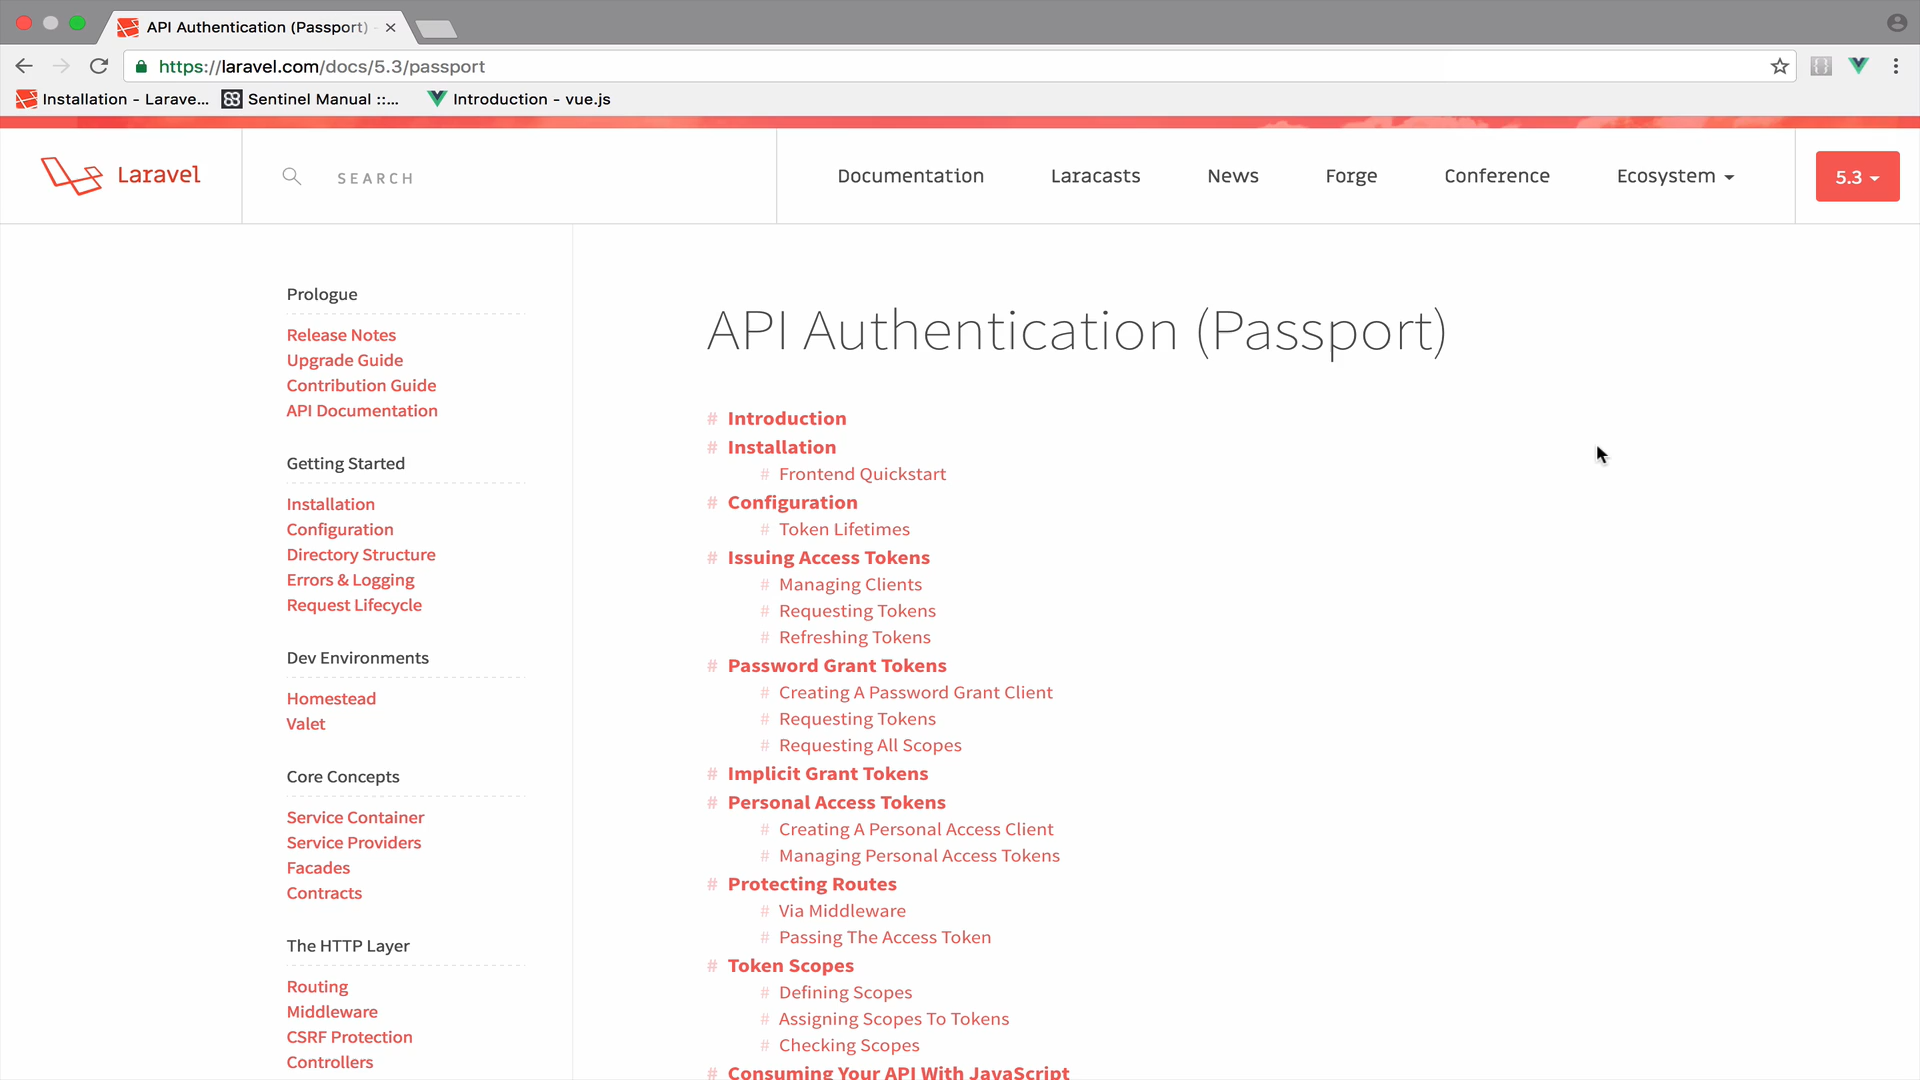 API Authentication (Passport)
https://laravel.com/docs/5.3/passport
Installation - Larave...
Sentinel Manual ::...
Introduction - vue.js
Laravel
SEARCH
Documentation
Laracasts
News
Forge
Conference
Ecosystem
5.3
Prologue
Release Notes
Upgrade Guide
Contribution Guide
API Documentation
Getting Started
Installation
Configuration
Directory Structure
Errors & Logging
Request Lifecycle
Dev Environments
Homestead
Valet
Core Concepts
Service Container
Service Providers
Facades
Contracts
The HTTP Layer
Routing
Middleware
CSRF Protection
Controllers
API Authentication (Passport)
# Introduction
# Installation
# Frontend Quickstart
# Configuration
# Token Lifetimes
# Issuing Access Tokens
# Managing Clients
# Requesting Tokens
# Refreshing Tokens
# Password Grant Tokens
# Creating A Password Grant Client
# Requesting Tokens
# Requesting All Scopes
# Implicit Grant Tokens
# Personal Access Tokens
# Creating A Personal Access Client
# Managing Personal Access Tokens
# Protecting Routes
# Via Middleware
# Passing The Access Token
# Token Scopes
# Defining Scopes
# Assigning Scopes To Tokens
# Checking Scopes
# Consuming Your API With JavaScript